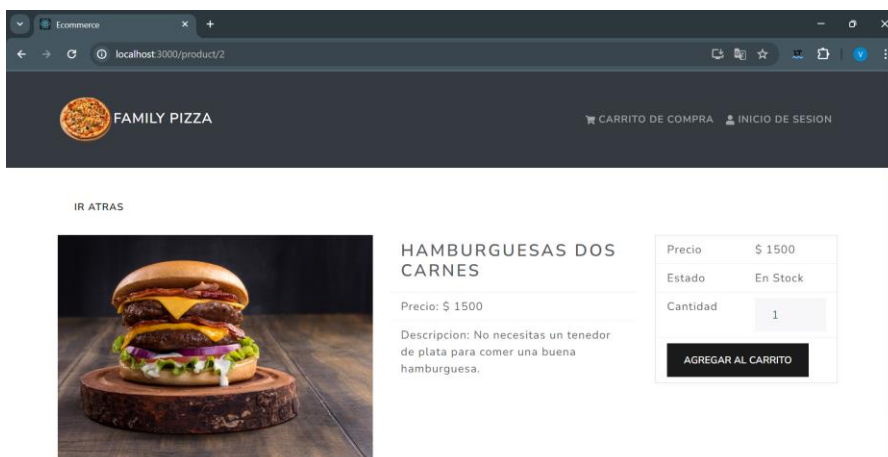 Ecommerce
localhost:3000/product/2
V
FAMILY PIZZA
CARRITO DE COMPRA INICIO DE SESION
IR ATRAS
HAMBURGUESAS DOS
CARNES
Precio: $ 1500
Descripcion: No necesitas un tenedor
de plata para comer una buena
hamburguesa.
Precio $ 1500
Estado En Stock
Cantidad 1
AGREGAR AL CARRITO